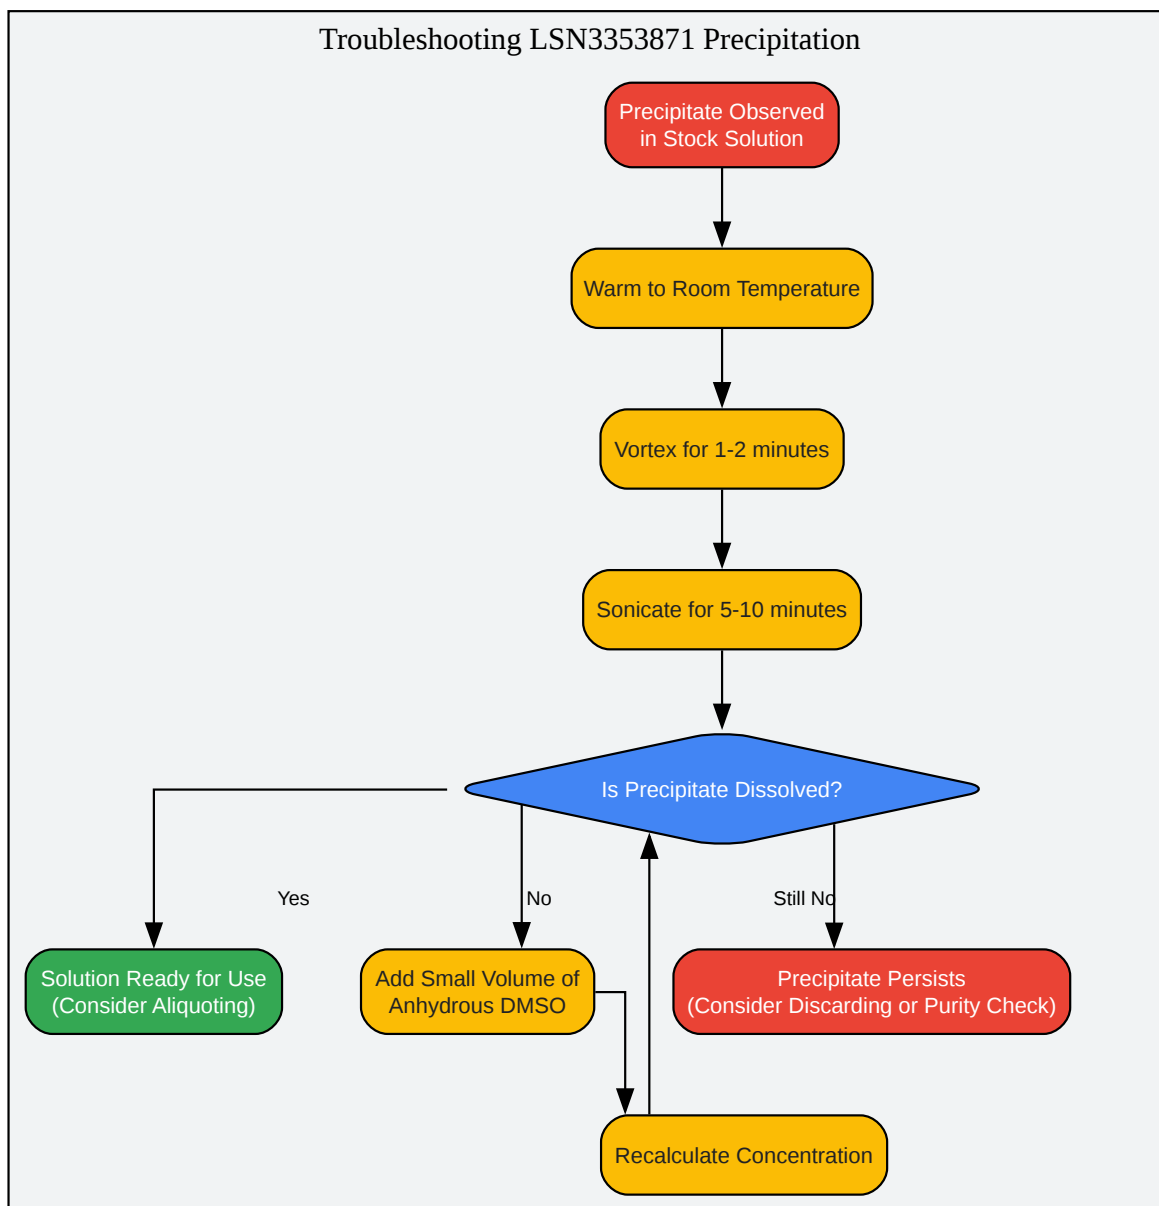 Troubleshooting LSN3353871 Precipitation
Precipitate Observed
in Stock Solution
Warm to Room Temperature
Vortex for 1-2 minutes
Sonicate for 5-10 minutes
Is Precipitate Dissolved?
Yes
No
Still No
Solution Ready for Use
(Consider Aliquoting)
Add Small Volume of
Anhydrous DMSO
Precipitate Persists
(Consider Discarding or Purity Check)
Recalculate Concentration